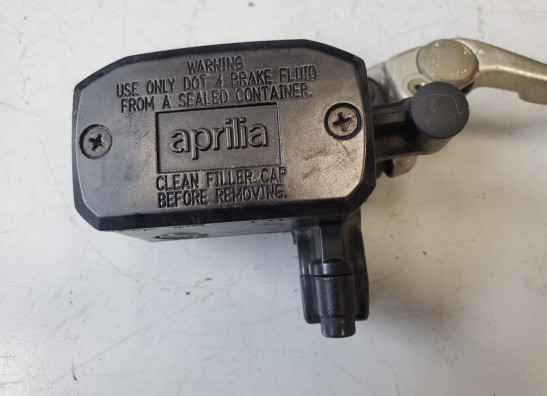 WARNING
USE ONLY DOT 4 BRAKE FLUID
FROM A SEALED CONTAINER.
aprilia
CLEAN FILLER CAP
BEFORE REMOVING.